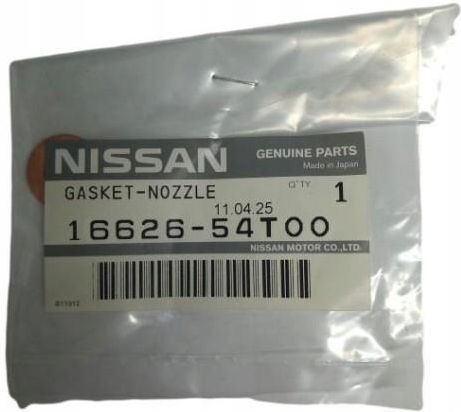 NISSAN
GENUINE PARTS
Made in Japan
GASKET-NOZZLE
Q'TY 1
11.04.25
16626-54T00
NISSAN MOTOR CO.,LTD.